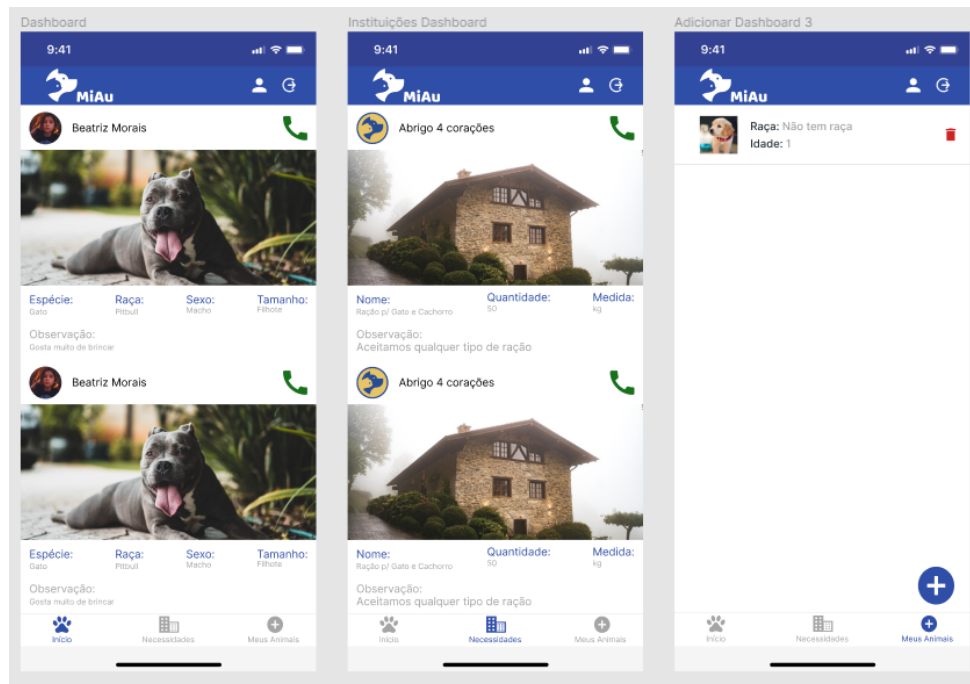 Dashboard
9:41
MiAu
Beatriz Morais
Espécie: Raça: Sexo: Tamanho:
Gato Pitbull Macho Filhote
Observação:
Gosta muito de brincar
Beatriz Morais
Espécie: Raça: Sexo: Tamanho:
Gato Pitbull Macho Filhote
Observação:
Gosta muito de brincar
Início Necessidades Meus Animais
Instituições Dashboard
9:41
MiAu
Abrigo 4 corações
Nome: Quantidade: Medida:
Ração p/ Gato e Cachorro 50 kg
Observação:
Aceitamos qualquer tipo de ração
Abrigo 4 corações
Nome: Quantidade: Medida:
Ração p/ Gato e Cachorro 50 kg
Observação:
Aceitamos qualquer tipo de ração
Início Necessidades Meus Animais
Adicionar Dashboard 3
9:41
MiAu
Raça: Não tem raça
Idade: 1
Início Necessidades Meus Animais